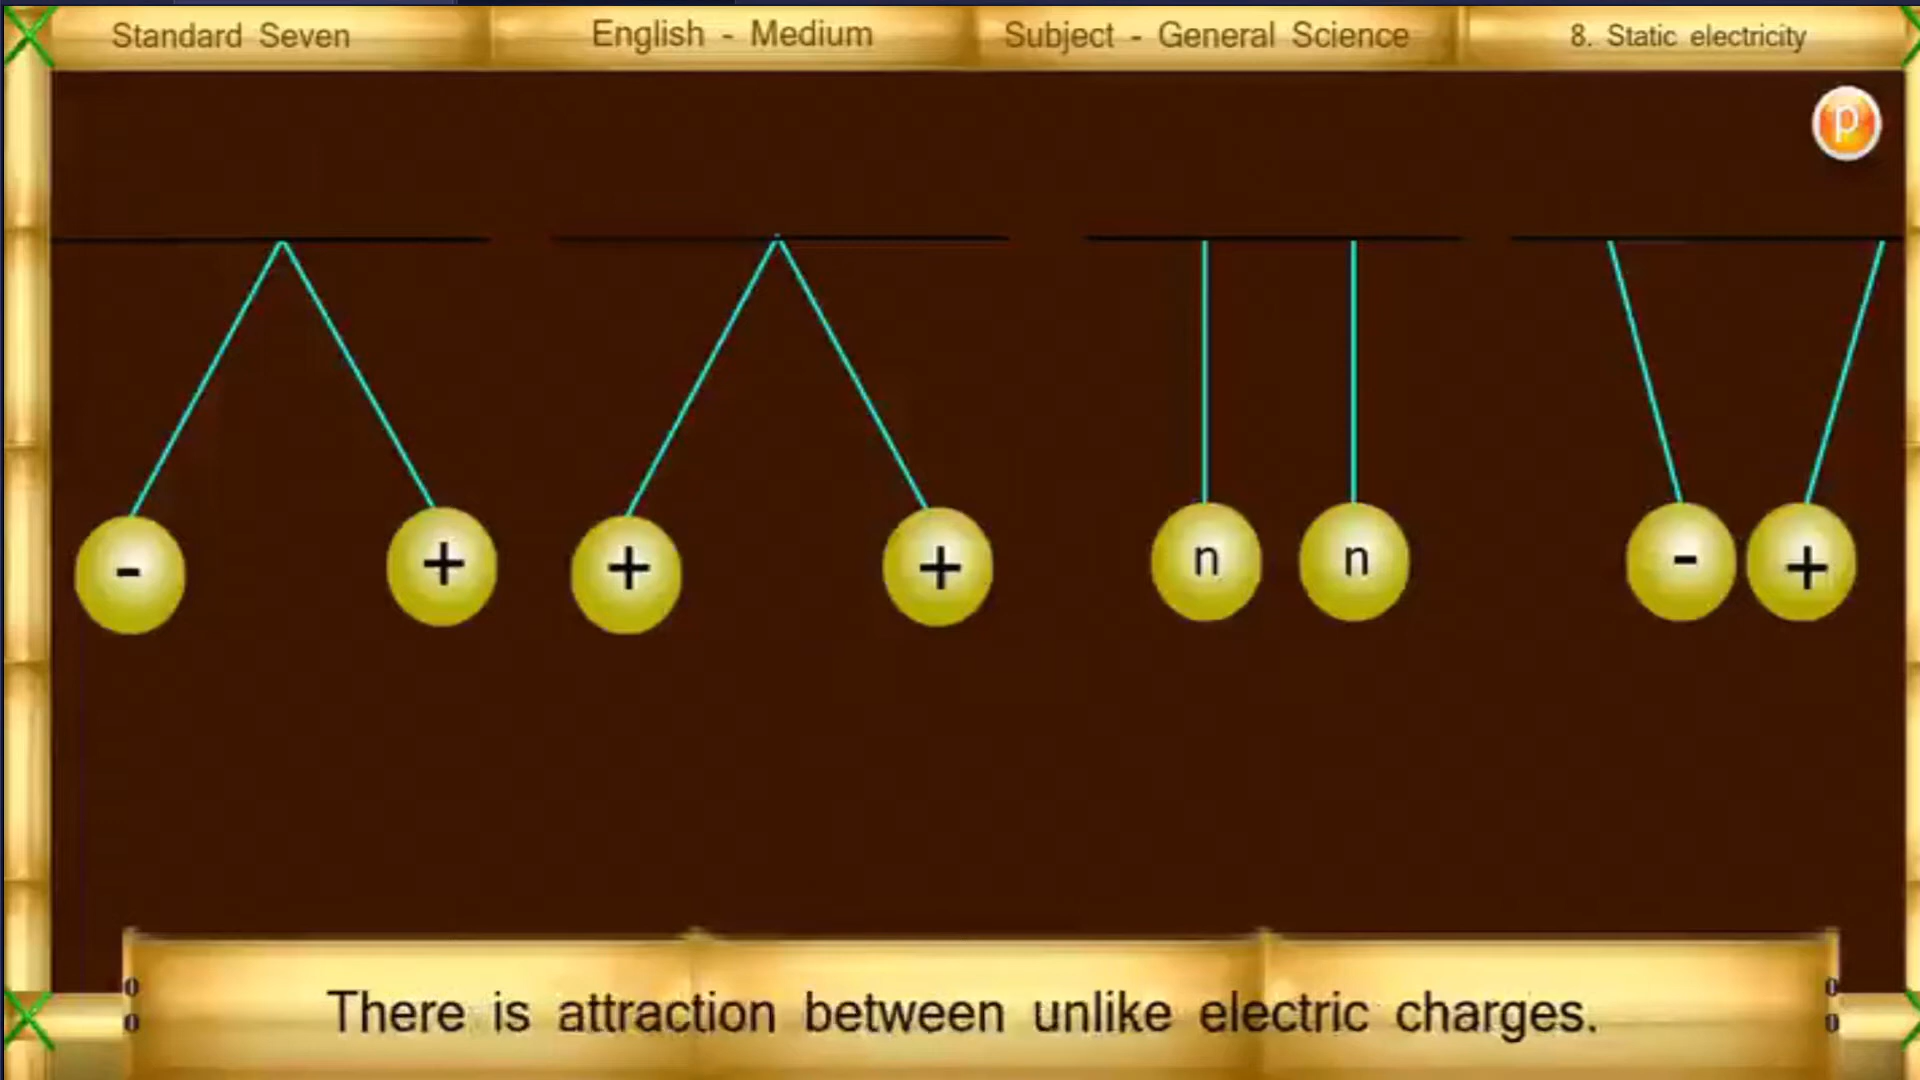 Standard Seven
English - Medium
Subject - General Science
8. Static electricity
p
- + + + n n - +
There is attraction between unlike electric charges.